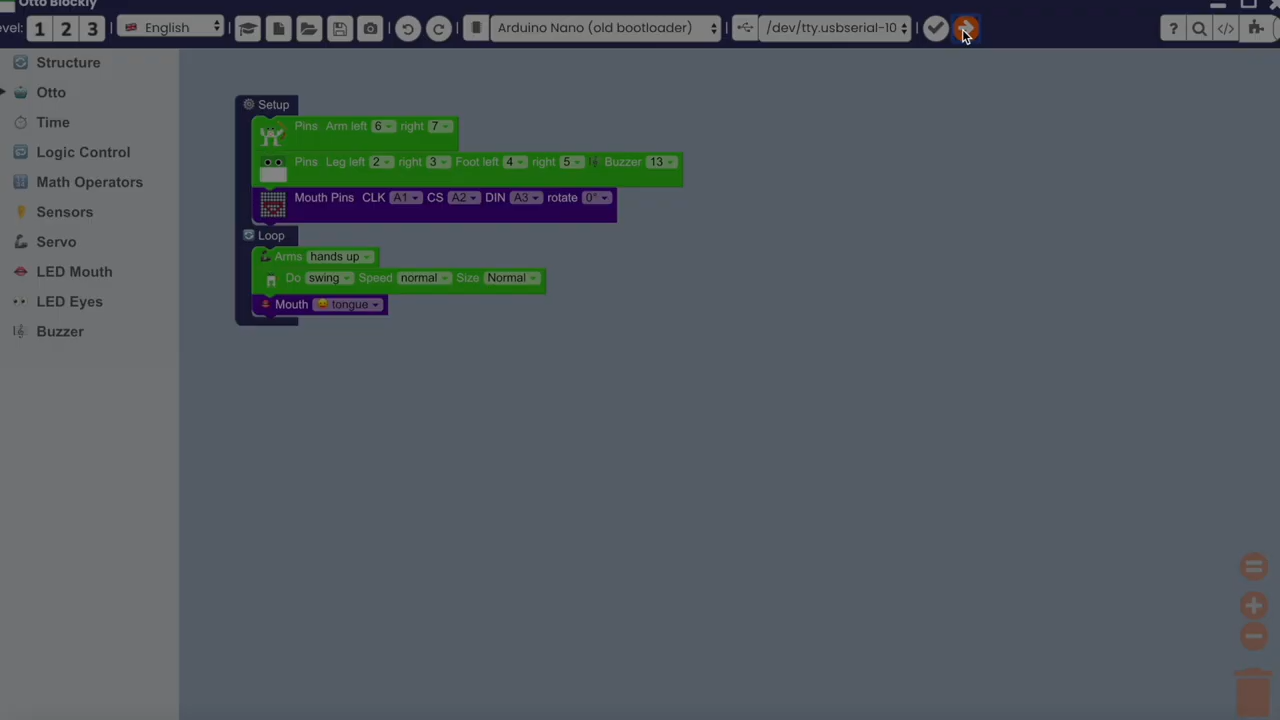 Otto Blockly
evel: 1 2 3 | English | Arduino Nano (old bootloader) | /dev/tty.usbserial-10 | ? </>
Structure
Otto
Time
Logic Control
Math Operators
Sensors
Servo
LED Mouth
LED Eyes
Buzzer
Setup
Pins Arm left 6 right 7
Pins Leg left 2 right 3 Foot left 4 right 5 Buzzer 13
Mouth Pins CLK A1 CS A2 DIN A3 rotate 0°
Loop
Arms hands up
Do swing Speed normal Size Normal
Mouth tongue